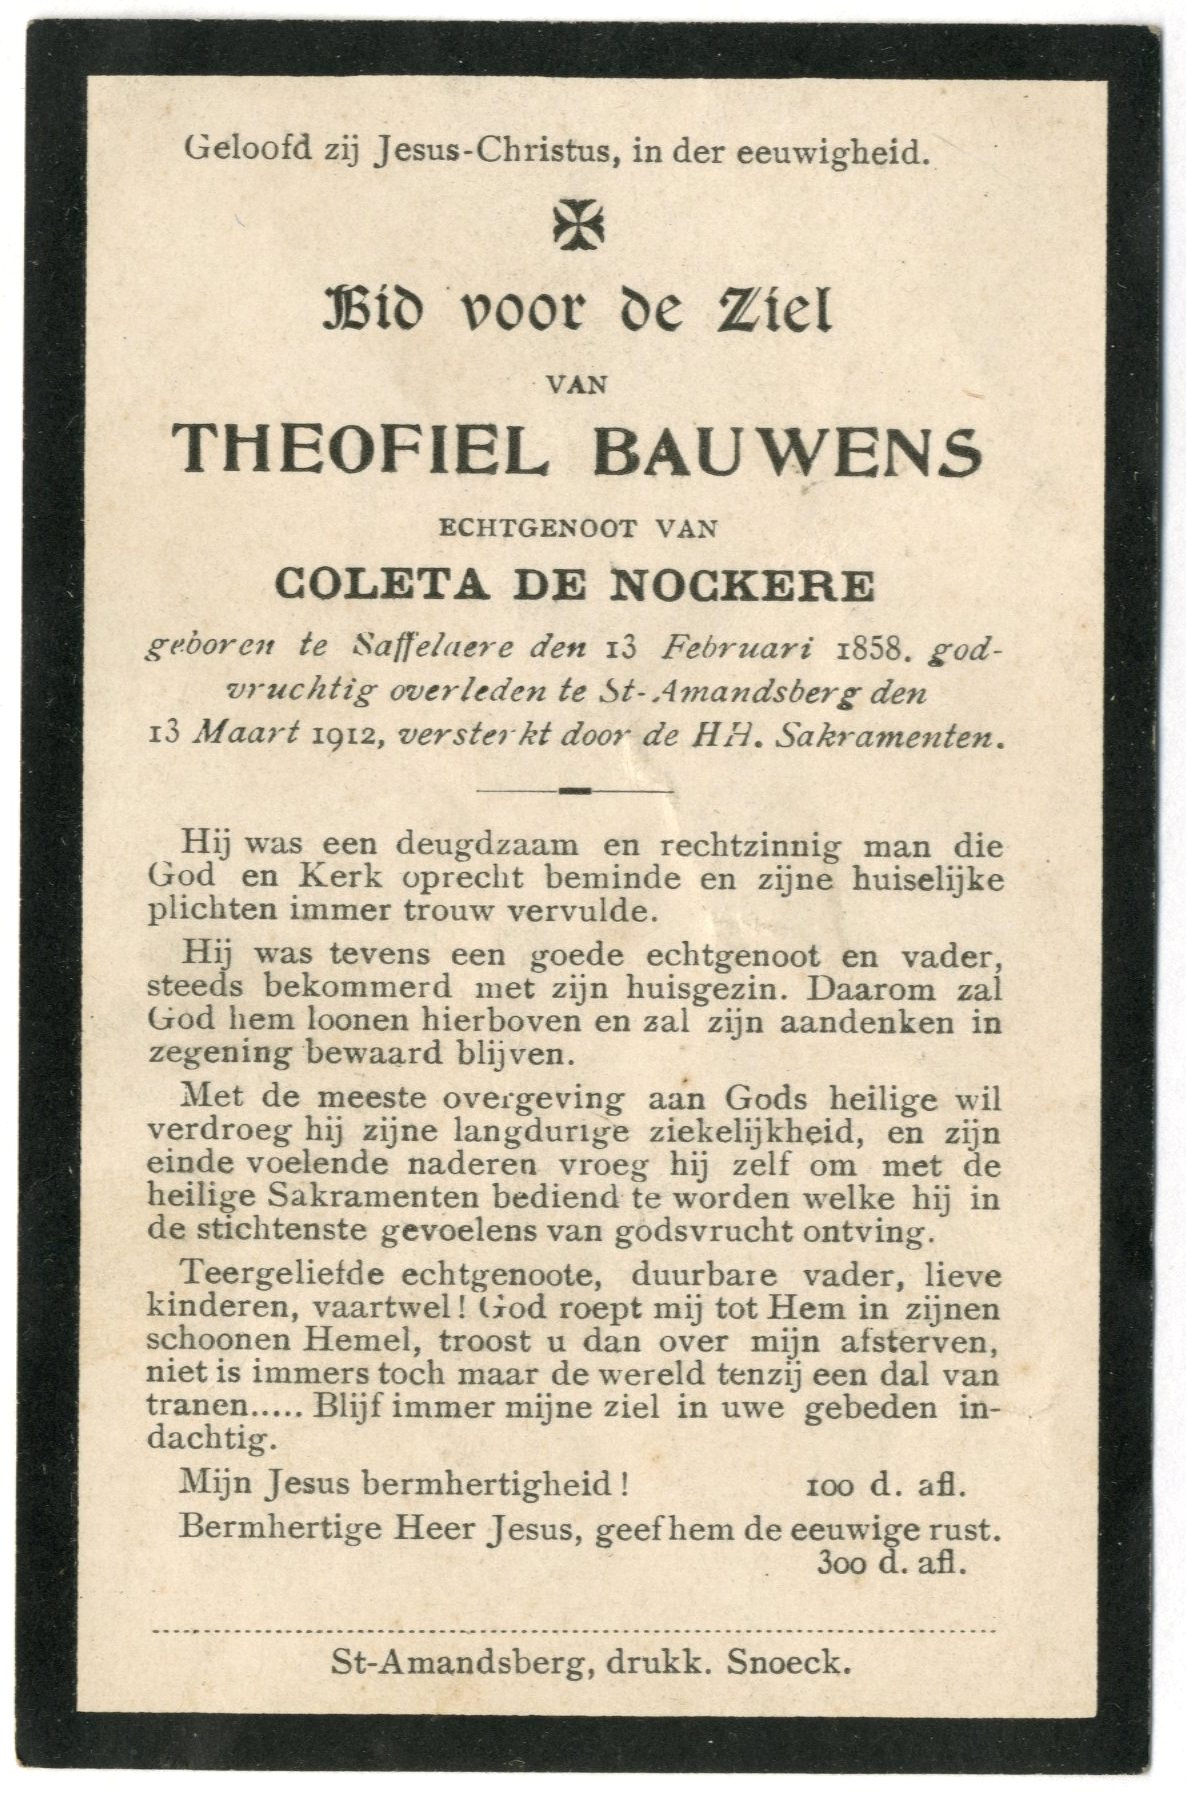 Geloofd zij Jesus-Christus, in der eeuwigheid.
Bid voor de Ziel
VAN
THEOFIEL BAUWENS
ECHTGENOOT VAN
COLETA DE NOCKERE
geboren te Saffelaere den 13 Februari 1858. god-
vruchtig overleden te St-Amandsberg den
13 Maart 1912, versterkt door de HH. Sakramenten.
Hij was een deugdzaam en rechtzinnig man die
God en Kerk oprecht beminde en zijne huiselijke
plichten immer trouw vervulde.
Hij was tevens een goede echtgenoot en vader,
steeds bekommerd met zijn huisgezin. Daarom zal
God hem loonen hierboven en zal zijn aandenken in
zegening bewaard blijven.
Met de meeste overgeving aan Gods heilige wil
verdroeg hij zijne langdurige ziekelijkheid, en zijn
einde voelende naderen vroeg hij zelf om met de
heilige Sakramenten bediend te worden welke hij in
de stichtenste gevoelens van godsvrucht ontving.
Teergeliefde echtgenoote, duurbare vader, lieve
kinderen, vaartwel! God roept mij tot Hem in zijnen
schoonen Hemel, troost u dan over mijn afsterven,
niet is immers toch maar de wereld tenzij een dal van
tranen..... Blijf immer mijne ziel in uwe gebeden in-
dachtig.
Mijn Jesus bermhertigheid! 100 d. afl.
Bermhertige Heer Jesus, geef hem de eeuwige rust.
300 d. afl.
St-Amandsberg, drukk. Snoeck.